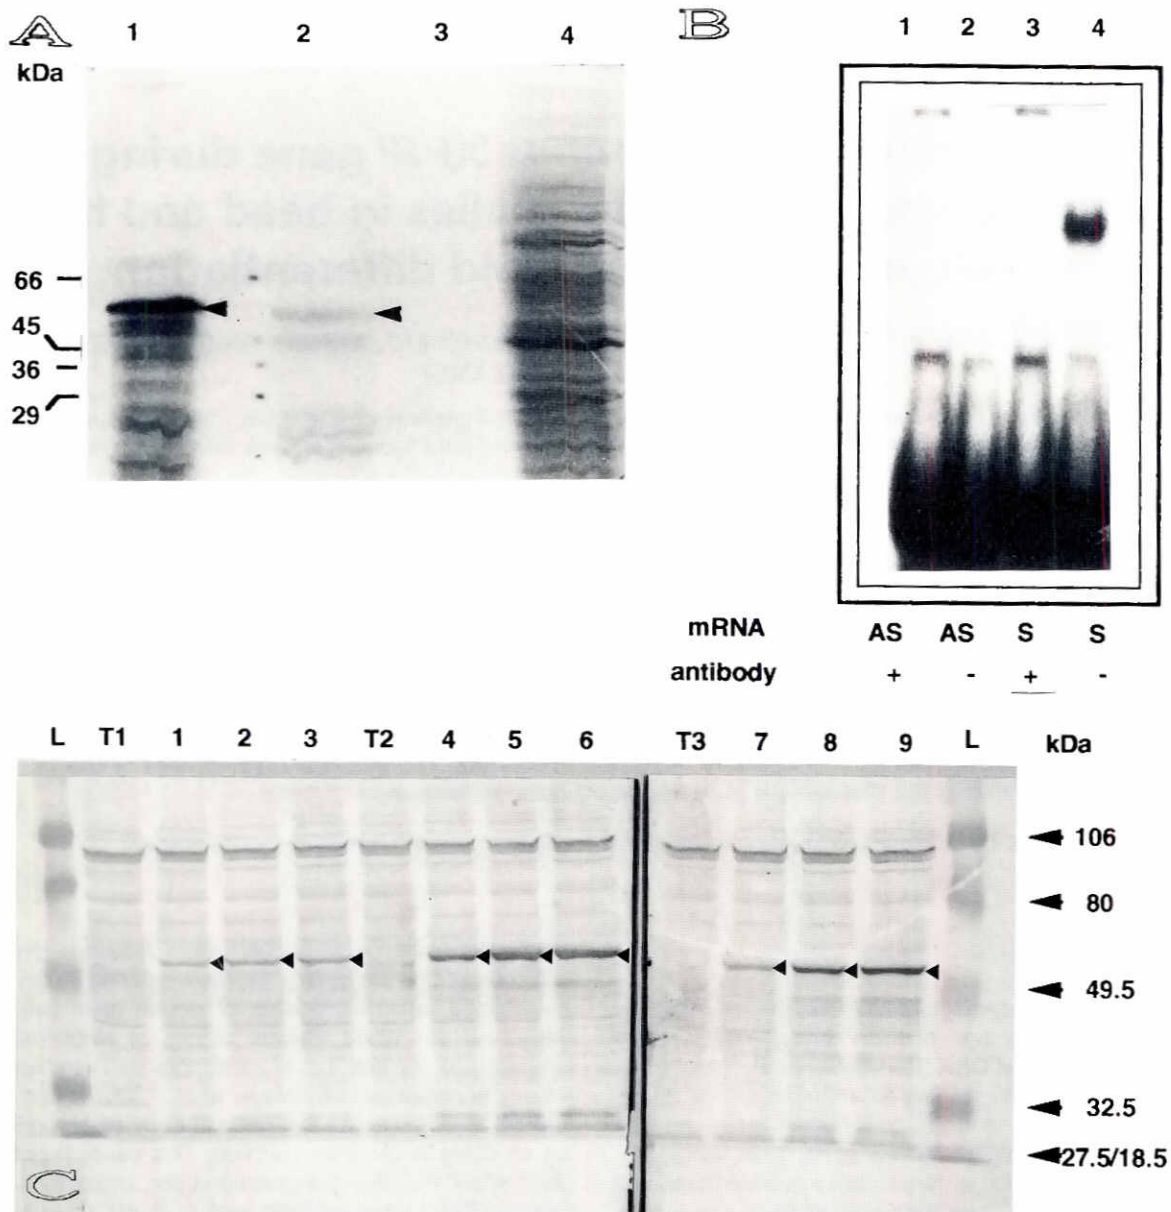 A 1 2 3 4
kDa
66
45
36
29
B 1 2 3 4
mRNA AS AS S S
antibody + - + -
L T1 1 2 3 T2 4 5 6 T3 7 8 9 L kDa
106
80
49.5
32.5
27.5/18.5
C